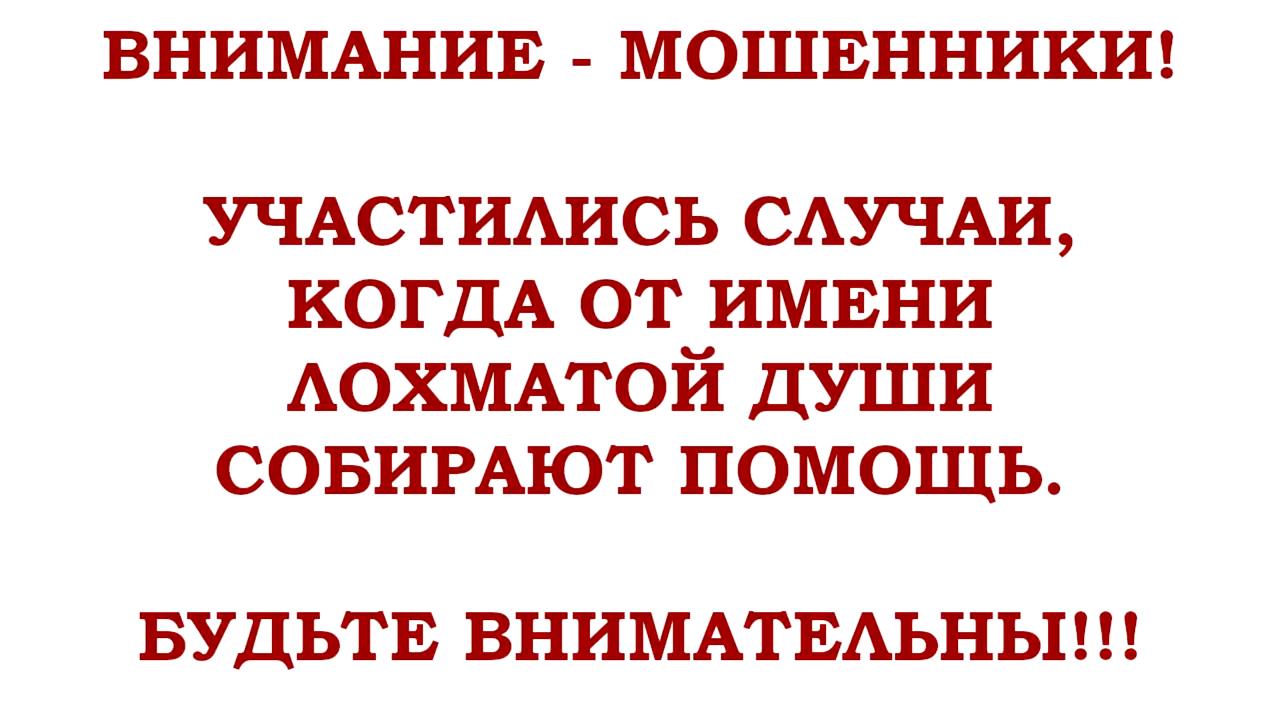 ВНИМАНИЕ - МОШЕННИКИ!
УЧАСТИЛИСЬ СЛУЧАИ,
КОГДА ОТ ИМЕНИ
ЛОХМАТОЙ ДУШИ
СОБИРАЮТ ПОМОЩЬ.
БУДЬТЕ ВНИМАТЕЛЬНЫ!!!